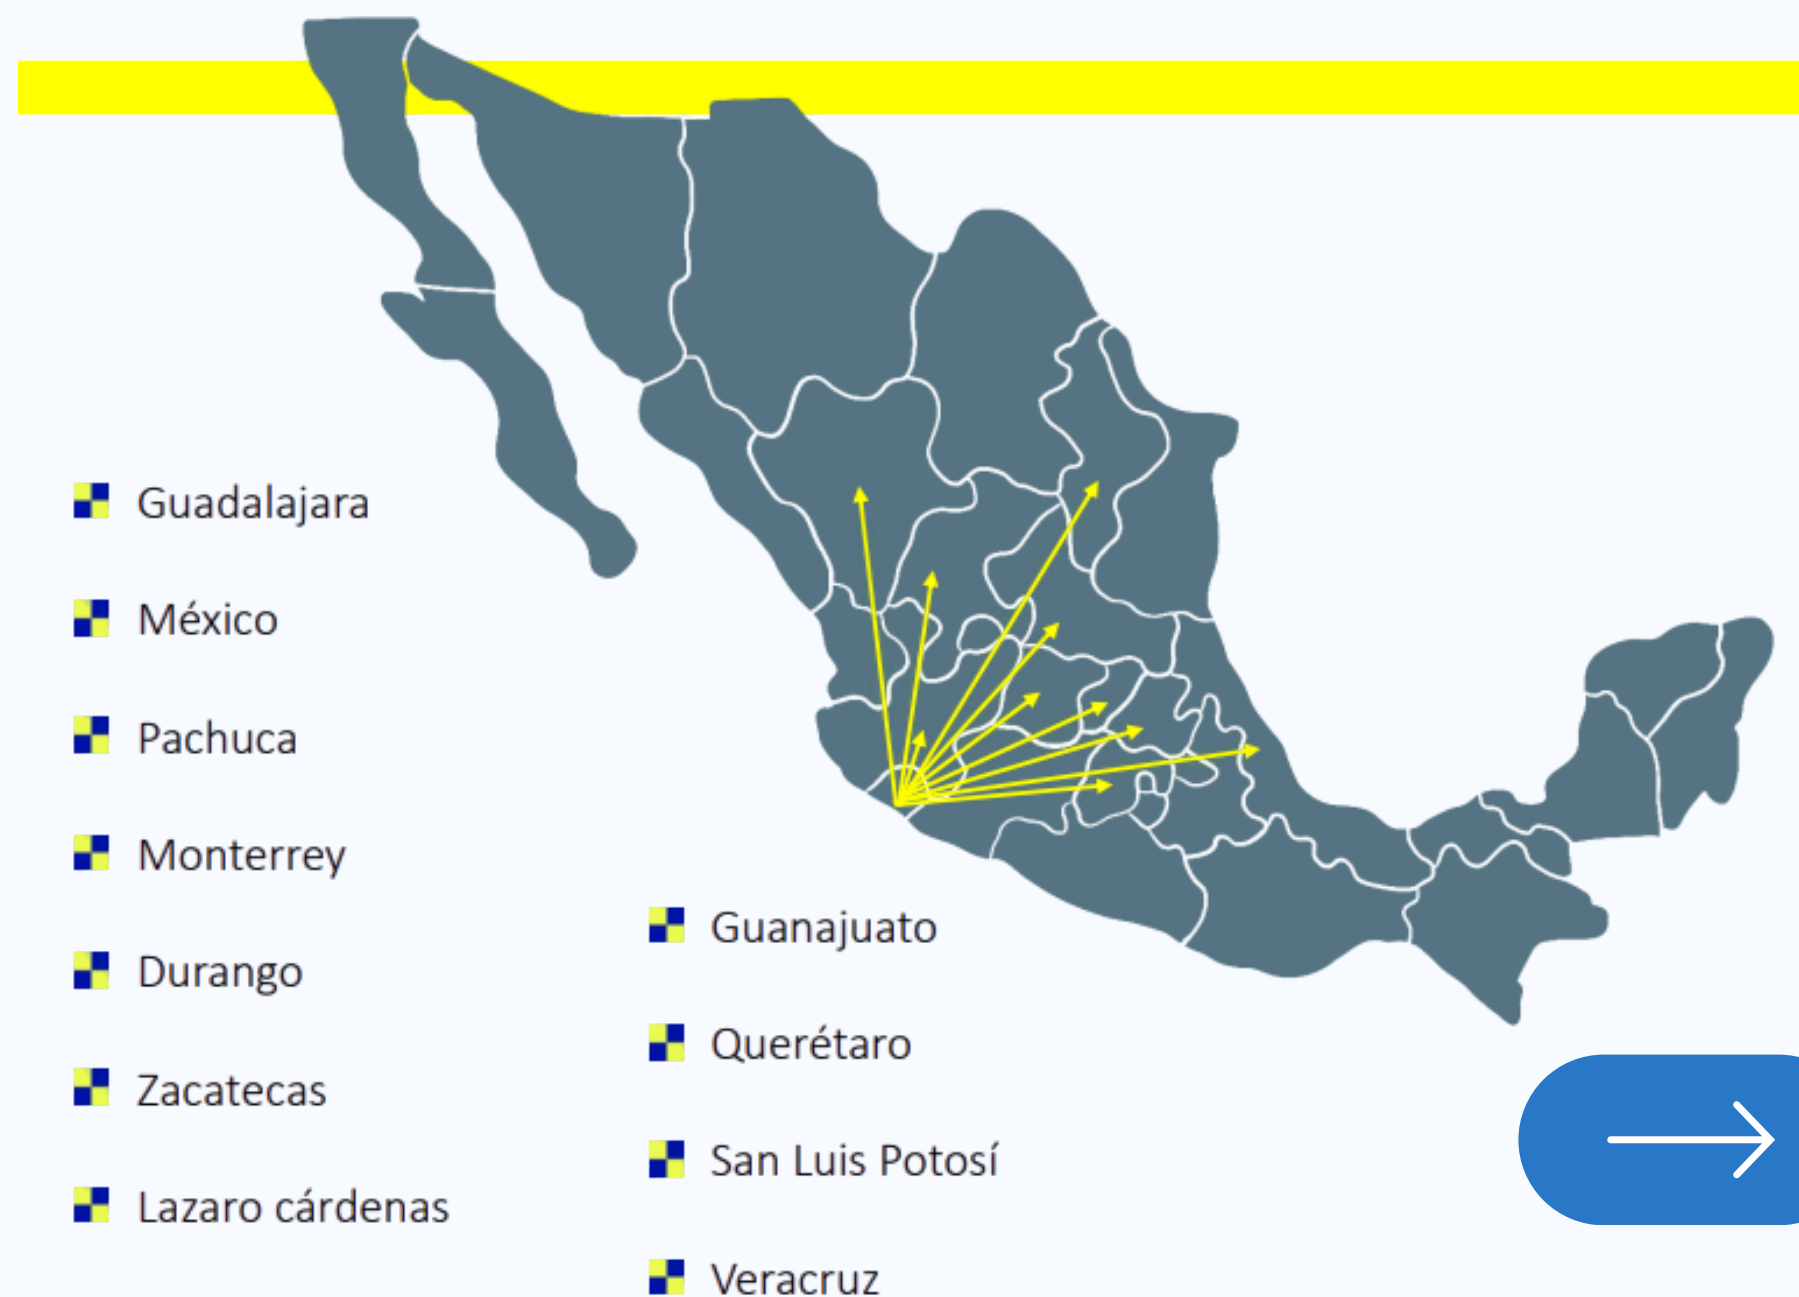 Guadalajara
México
Pachuca
Monterrey
Durango
Zacatecas
Lazaro cárdenas
Guanajuato
Querétaro
San Luis Potosí
Veracruz